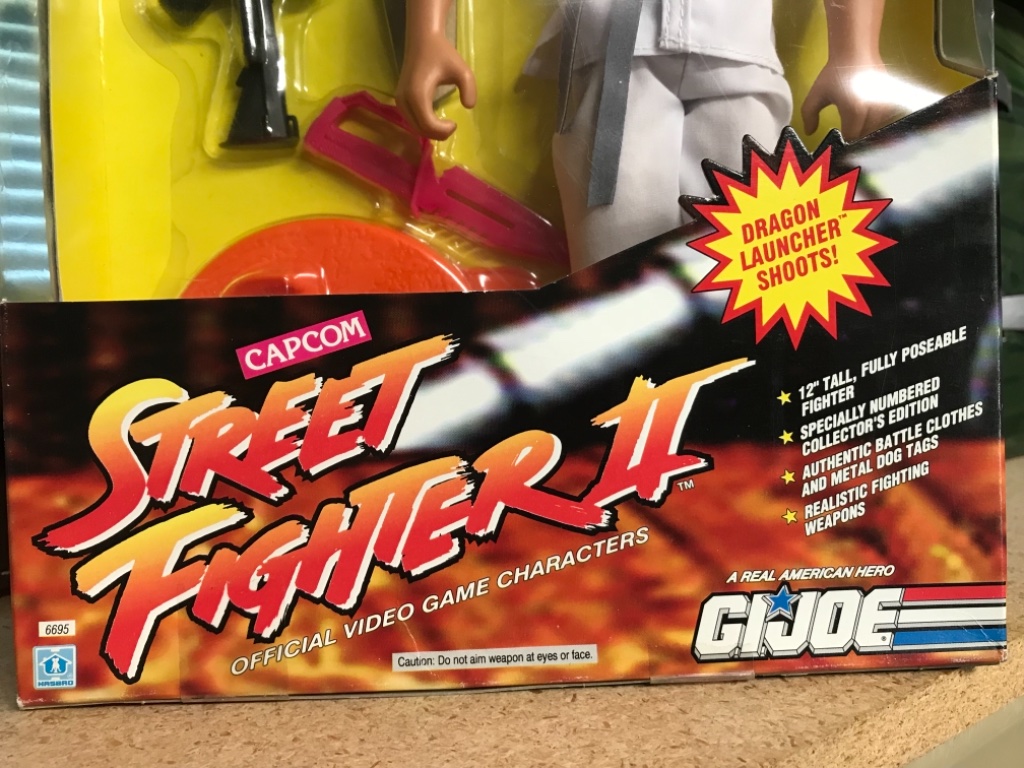 DRAGON
LAUNCHER™
SHOOTS!
CAPCOM
STREET
FIGHTER II™
OFFICIAL VIDEO GAME CHARACTERS
12" TALL, FULLY POSEABLE
FIGHTER
SPECIALLY NUMBERED
COLLECTOR'S EDITION
AUTHENTIC BATTLE CLOTHES
AND METAL DOG TAGS
REALISTIC FIGHTING
WEAPONS
A REAL AMERICAN HERO
G.I.JOE
6695
HASBRO
Caution: Do not aim weapon at eyes or face.